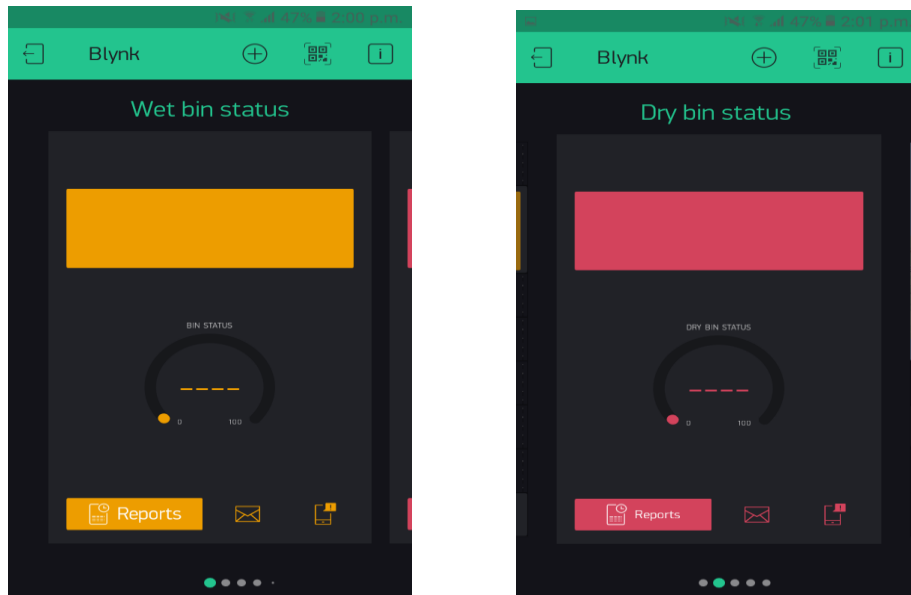 47% 2:00 p.m.
Blynk
i
Wet bin status
BIN STATUS
----
0 100
Reports
47% 2:01 p.m.
Blynk
i
Dry bin status
DRY BIN STATUS
----
0 100
Reports